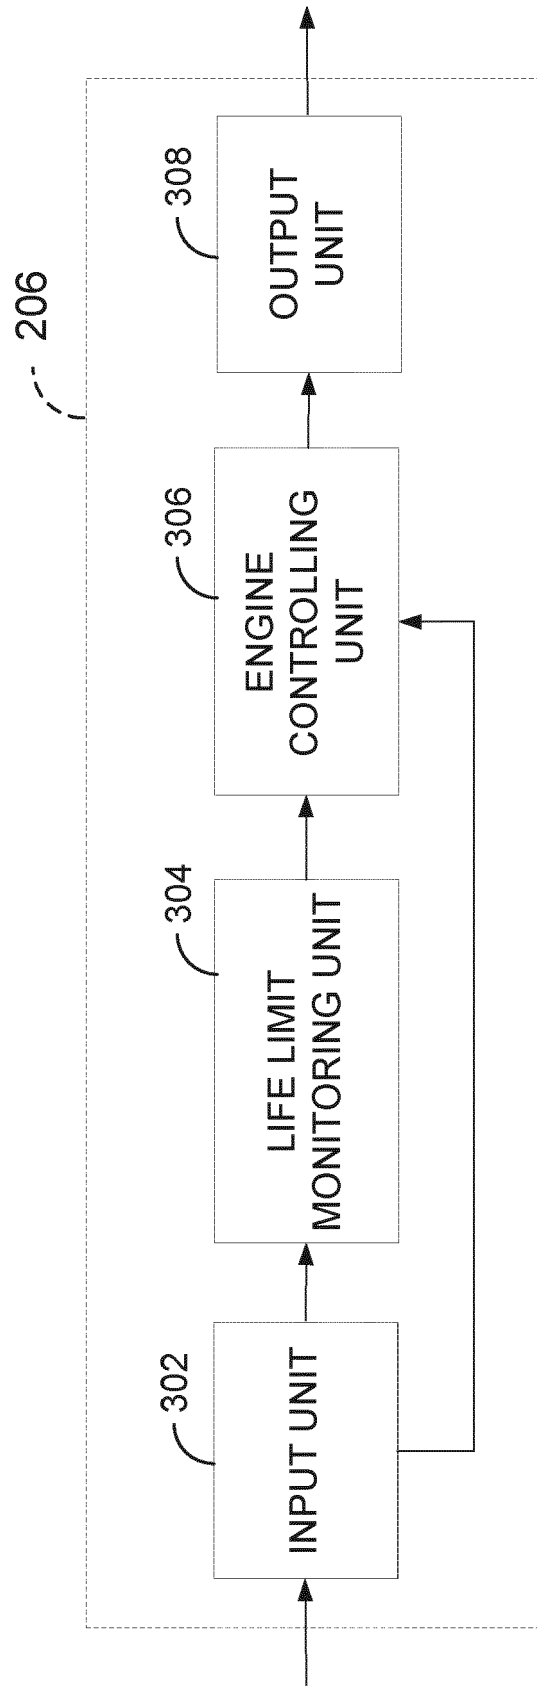 206
302
INPUT UNIT
304
LIFE LIMIT
MONITORING UNIT
306
ENGINE
CONTROLLING
UNIT
308
OUTPUT
UNIT